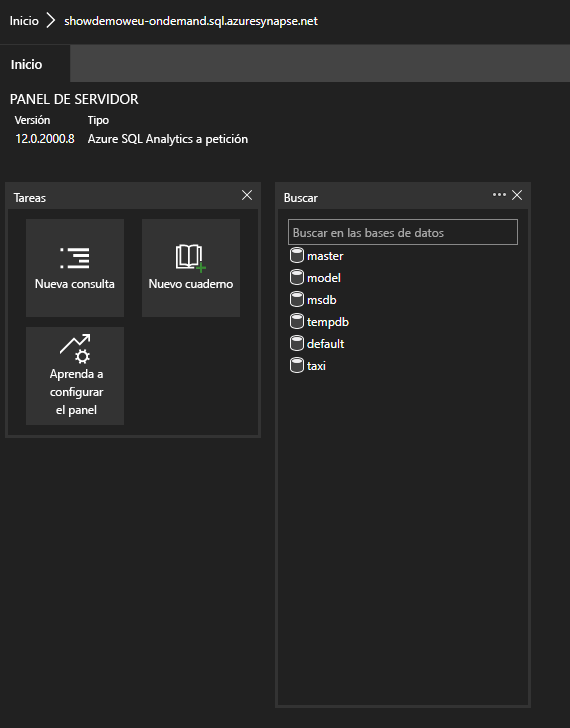 Inicio > showdemoweu-ondemand.sql.azuresynapse.net
Inicio
PANEL DE SERVIDOR
Versión Tipo
12.0.2000.8 Azure SQL Analytics a petición
Tareas
Nueva consulta
Nuevo cuaderno
Aprenda a
configurar
el panel
Buscar
Buscar en las bases de datos
master
model
msdb
tempdb
default
taxi